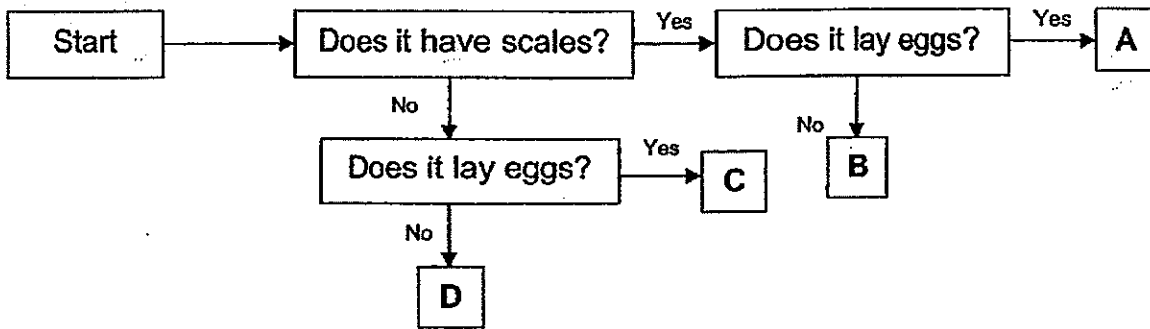 Start
Does it have scales?
Yes
Does it lay eggs?
Yes
A
No
No
B
Does it lay eggs?
Yes
C
No
D